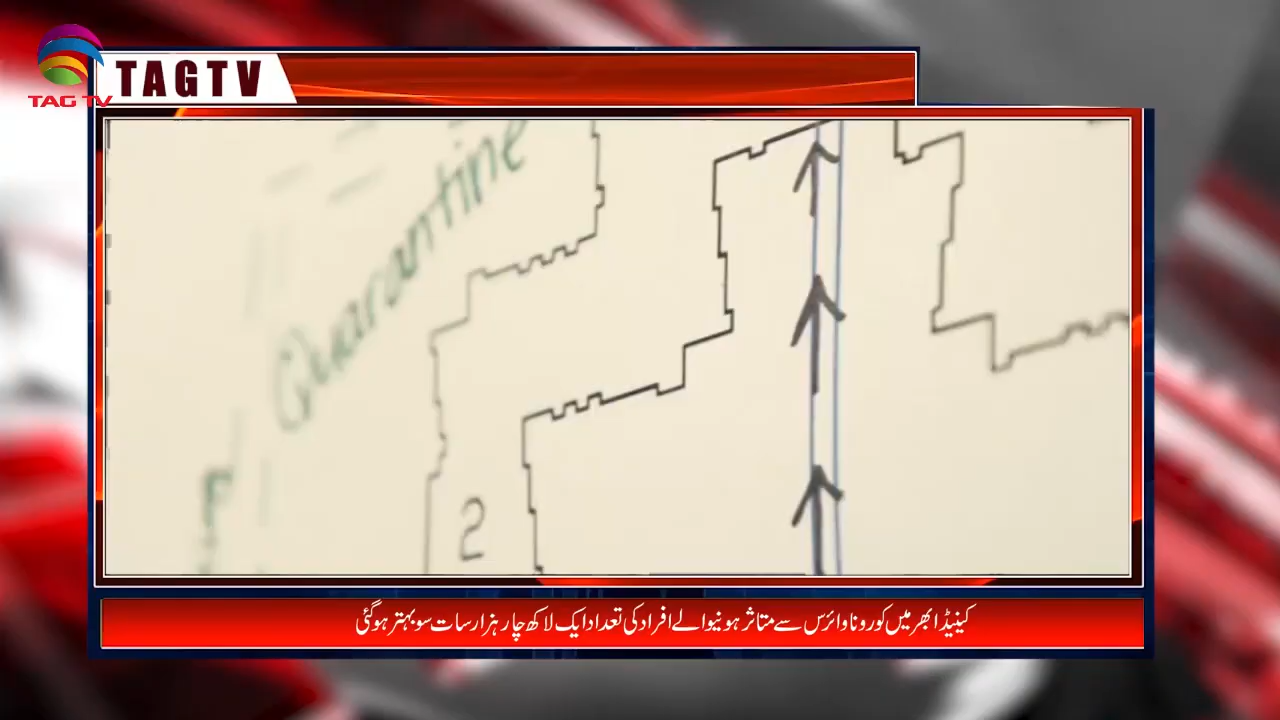 TAG TV
TAGTV
Quarantine
2
کینیڈا بھر میں کورونا وائرس سے متاثر ہونیوالے افراد کی تعداد ایک لاکھ چار ہزار سات سو بہتر ہوگئی